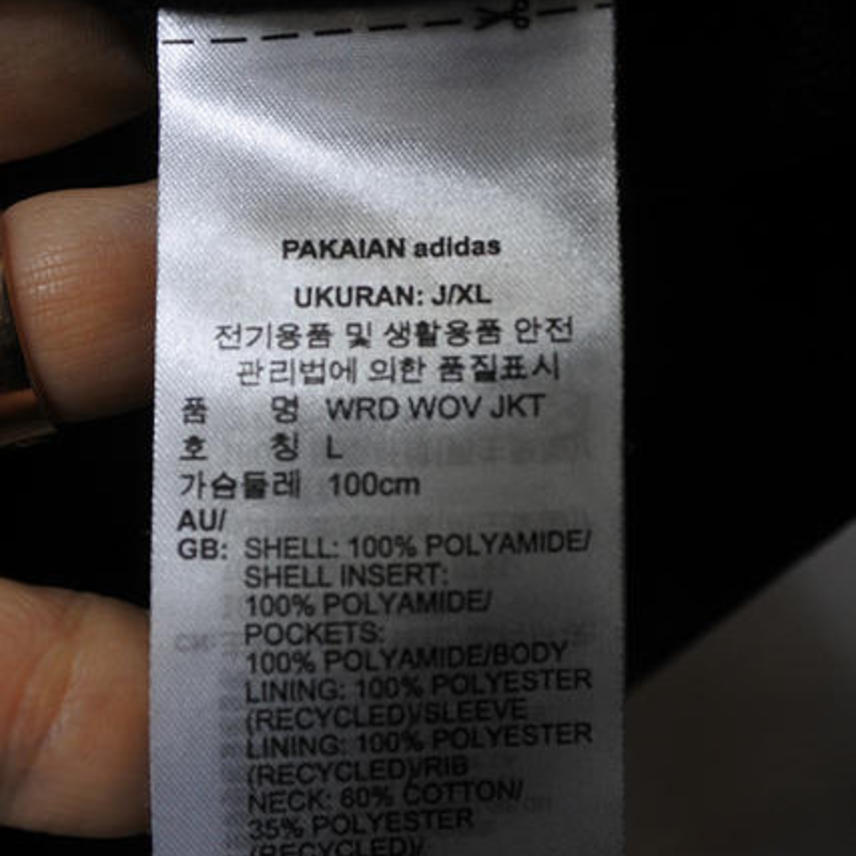 PAKAIAN adidas
UKURAN: J/XL
전기용품 및 생활용품 안전
관리법에 의한 품질표시
품 명 WRD WOV JKT
호 칭 L
가슴둘레 100cm
AU/
GB: SHELL: 100% POLYAMIDE/
SHELL INSERT:
100% POLYAMIDE/
POCKETS:
100% POLYAMIDE/BODY
LINING: 100% POLYESTER
(RECYCLED)/SLEEVE
LINING: 100% POLYESTER
(RECYCLED)/RIB
NECK: 60% COTTON/
35% POLYESTER
(RECYCLED)/